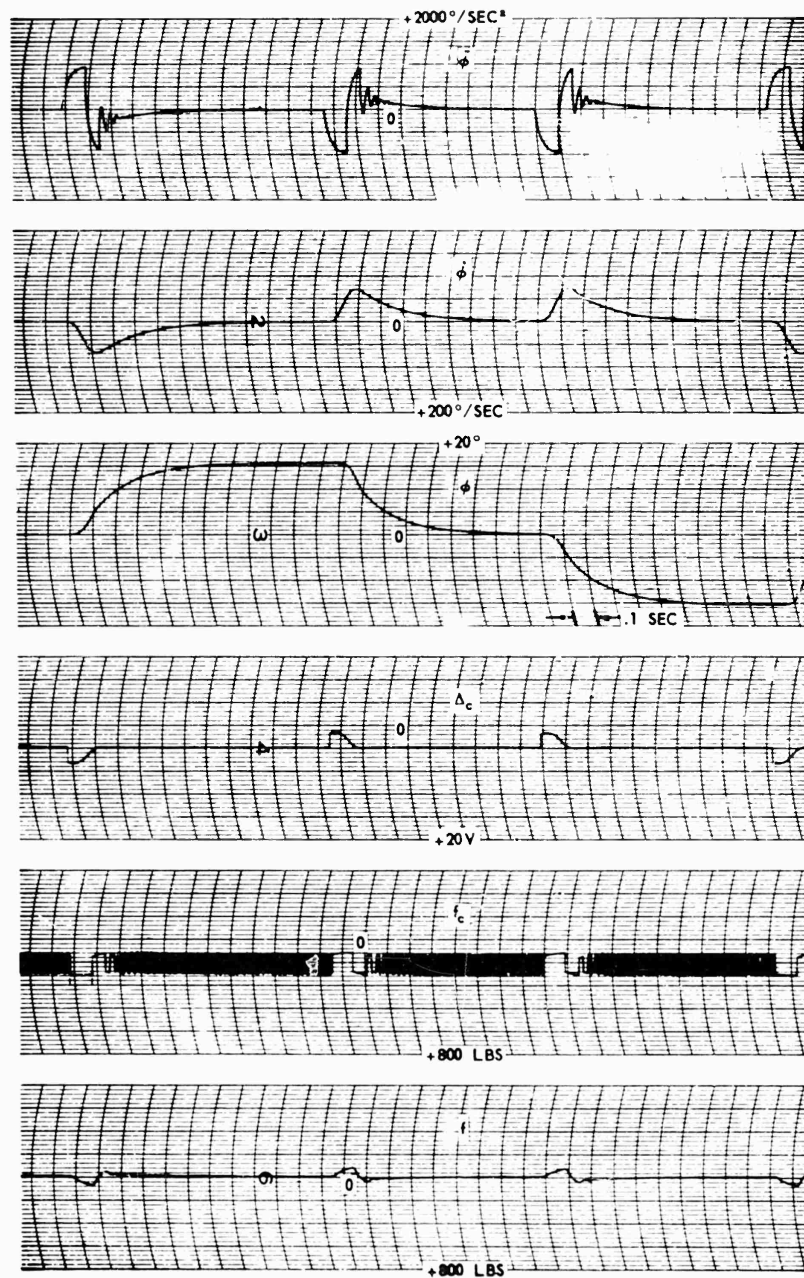 +2000°/SEC²
φ̈
0
φ̇
2
0
+200°/SEC
+20°
φ
3
0
.1 SEC
Δc
0
4
+20V
fc
0
+800 LBS
f
6
0
+800 LBS